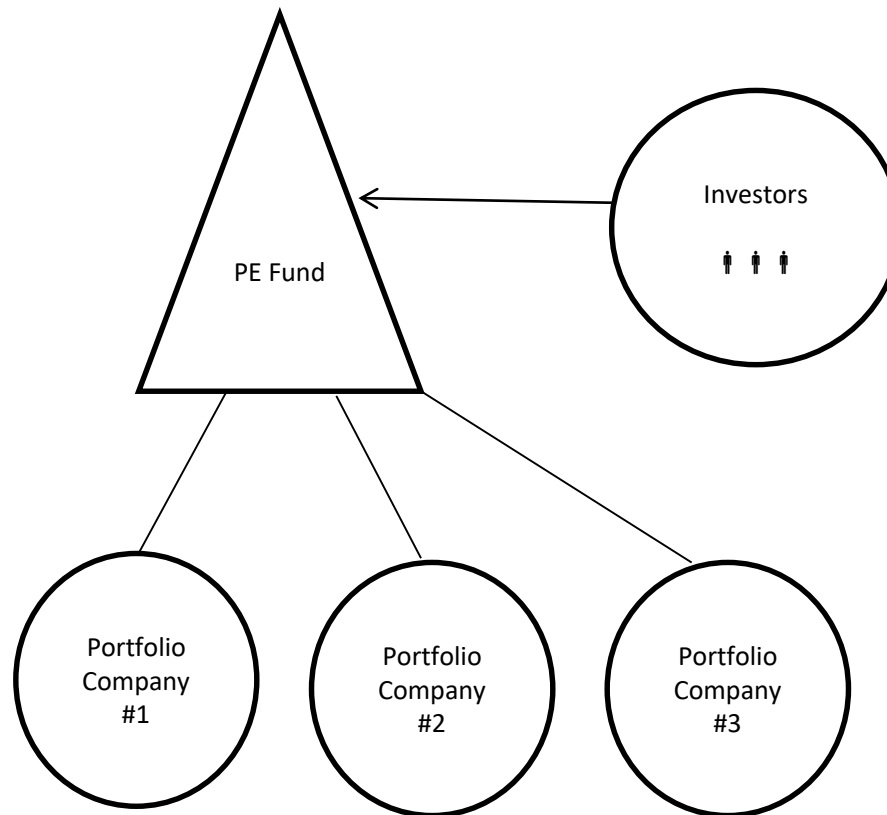 Investors
PE Fund
Portfolio
Company
#1
Portfolio
Company
#2
Portfolio
Company
#3